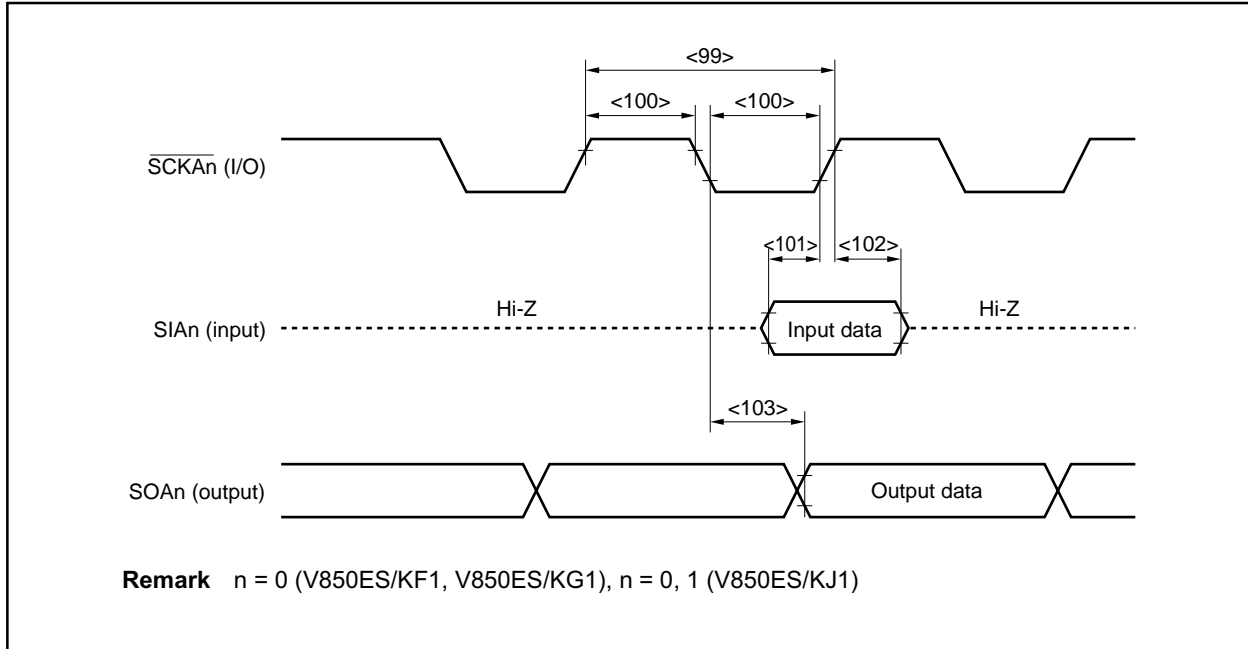 <99>
<100> <100>
SCKAn (I/O)
<101> <102>
Hi-Z Hi-Z
SIAn (input) Input data
<103>
SOAn (output) Output data
Remark n = 0 (V850ES/KF1, V850ES/KG1), n = 0, 1 (V850ES/KJ1)